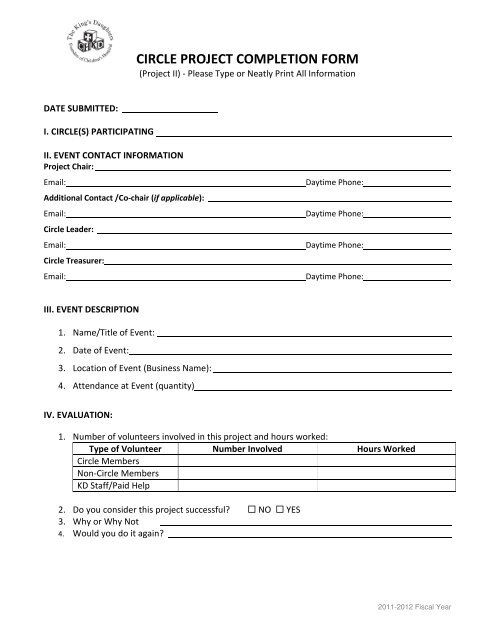 The King's Daughters
CHKD
CIRCLE PROJECT COMPLETION FORM
(Project II) - Please Type or Neatly Print All Information
DATE SUBMITTED:
I. CIRCLE(S) PARTICIPATING
II. EVENT CONTACT INFORMATION
Project Chair:
Email: Daytime Phone:
Additional Contact /Co-chair (if applicable):
Email: Daytime Phone:
Circle Leader:
Email: Daytime Phone:
Circle Treasurer:
Email: Daytime Phone:
III. EVENT DESCRIPTION
1. Name/Title of Event:
2. Date of Event:
3. Location of Event (Business Name):
4. Attendance at Event (quantity)
IV. EVALUATION:
1. Number of volunteers involved in this project and hours worked:
Type of Volunteer Number Involved Hours Worked
Circle Members
Non-Circle Members
KD Staff/Paid Help
2. Do you consider this project successful? ☐ NO ☐ YES
3. Why or Why Not
4. Would you do it again?
2011-2012 Fiscal Year